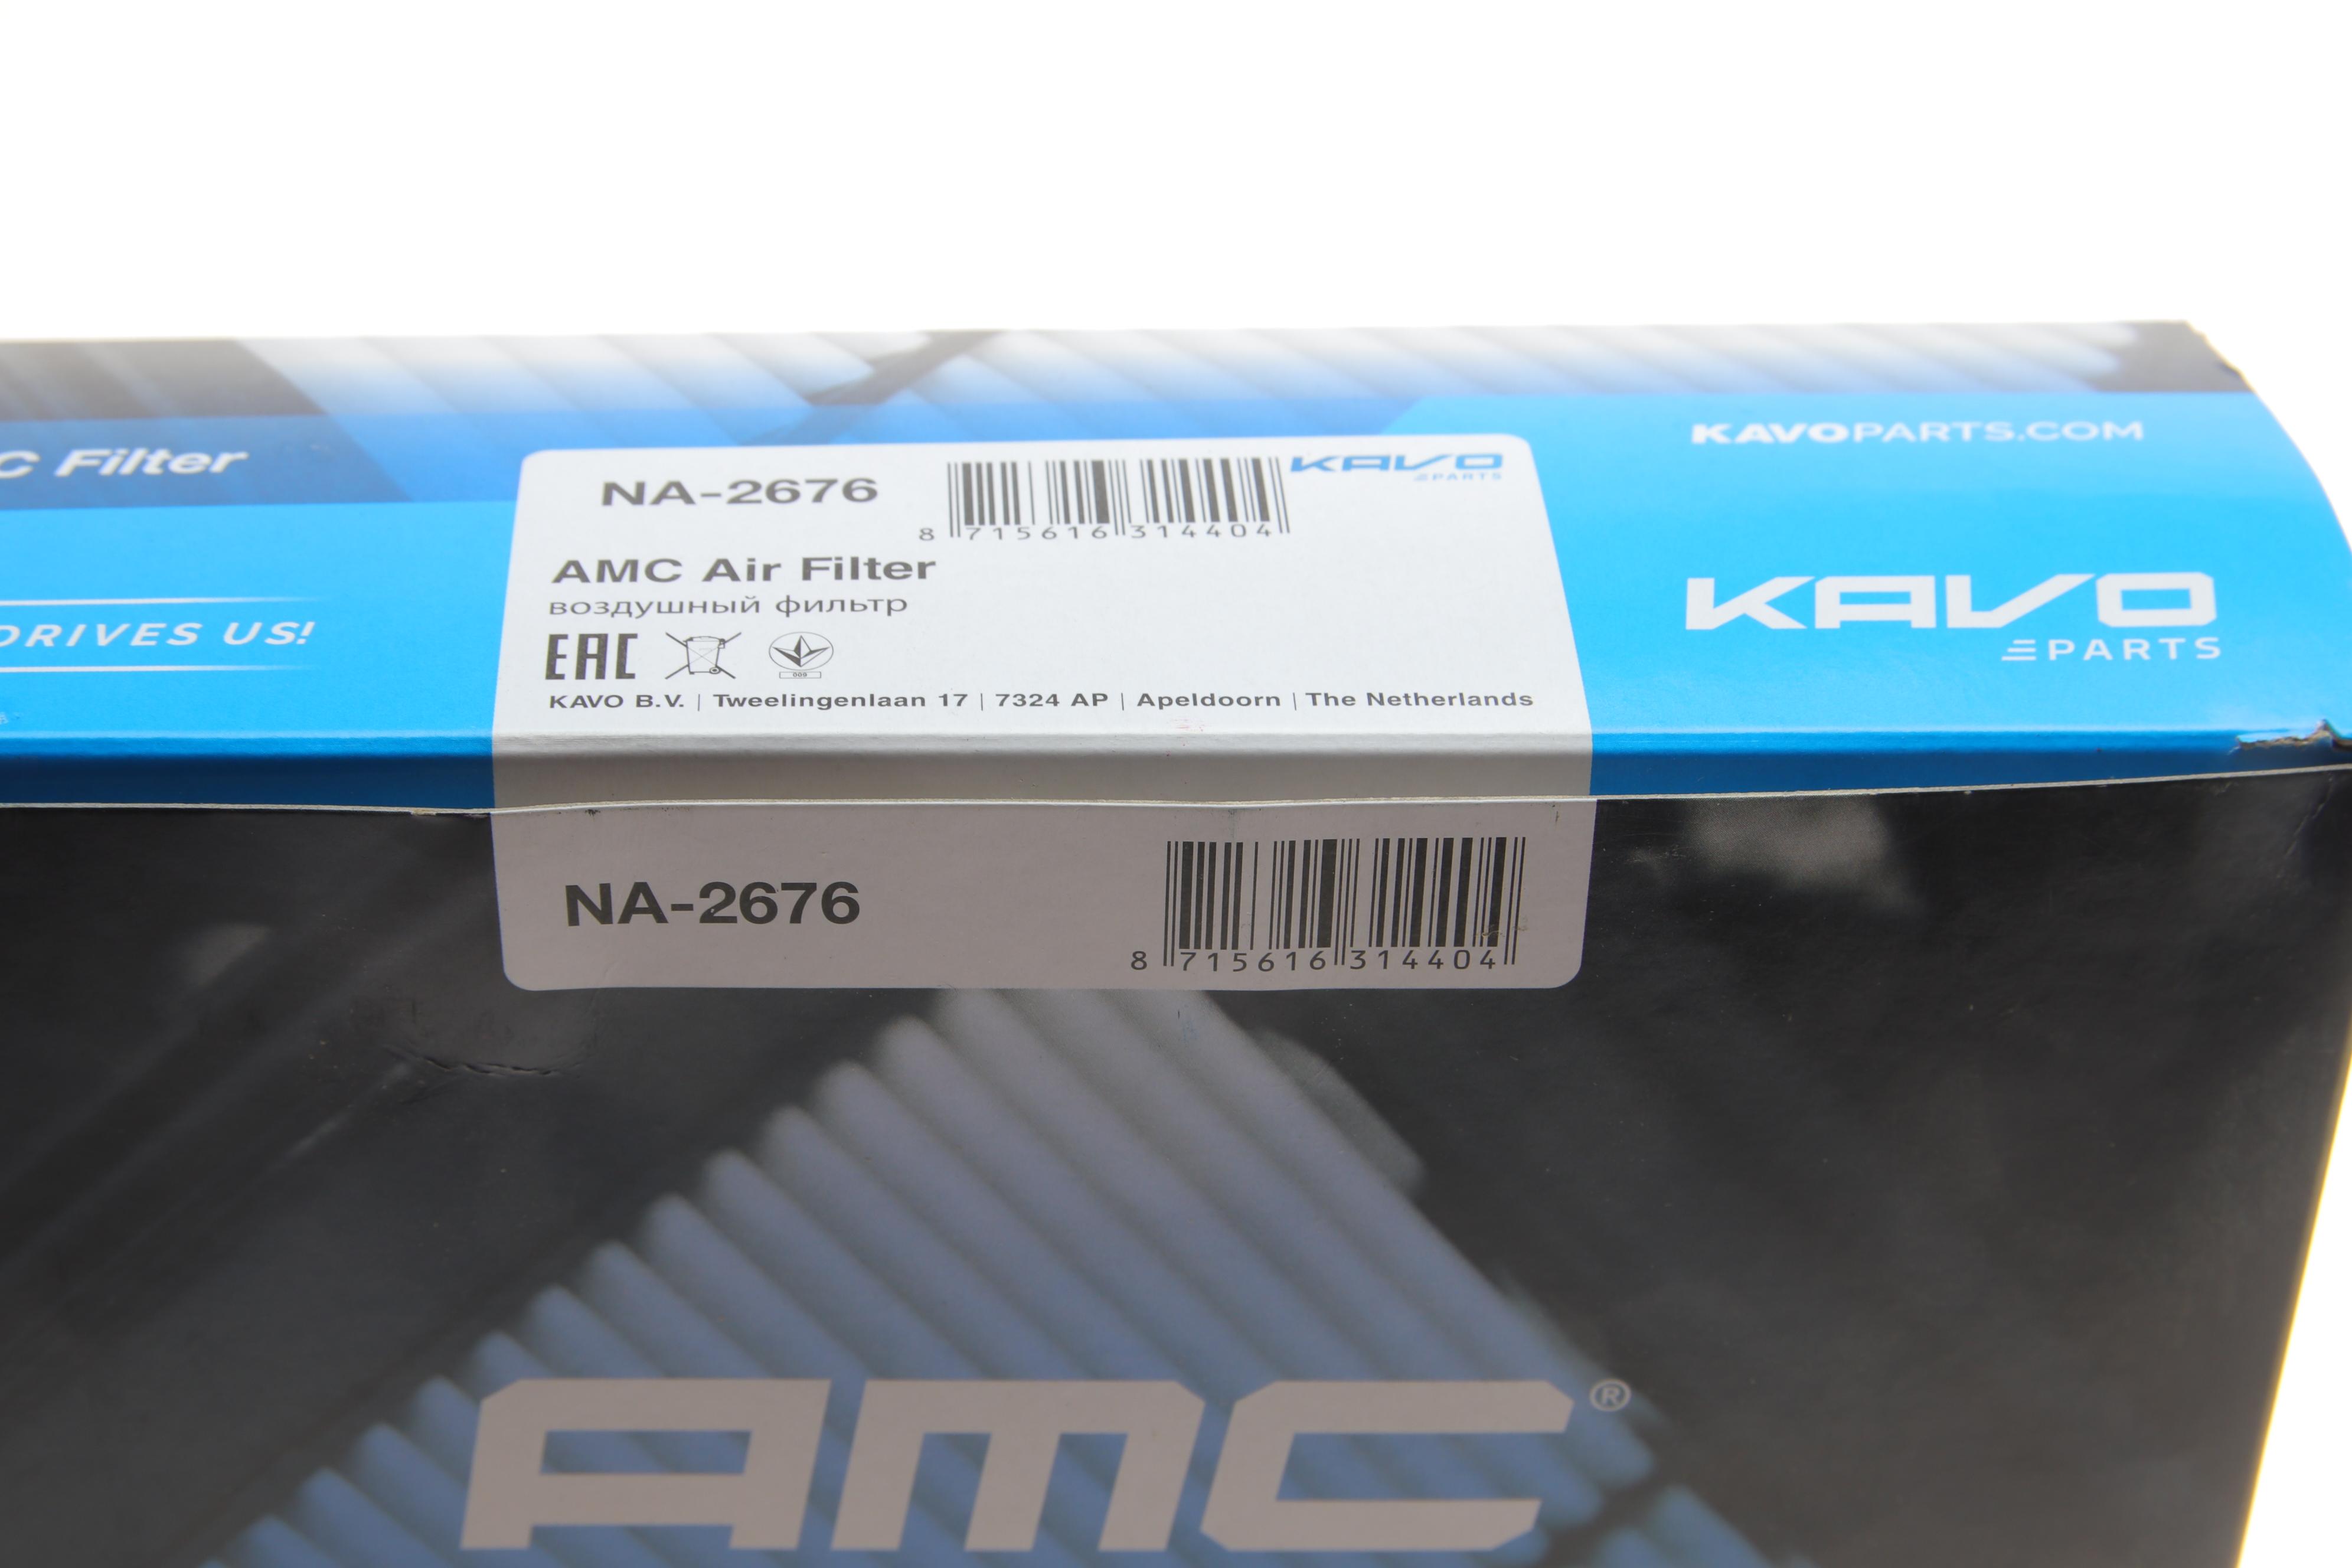 C Filter
DRIVES US!
KAVOPARTS.COM
KAVO
PARTS
NA-2676
8 715616 314404
KAVO
PARTS
AMC Air Filter
воздушный фильтр
EAC
009
KAVO B.V. | Tweelingenlaan 17 | 7324 AP | Apeldoorn | The Netherlands
NA-2676
8 715616 314404
AMC®